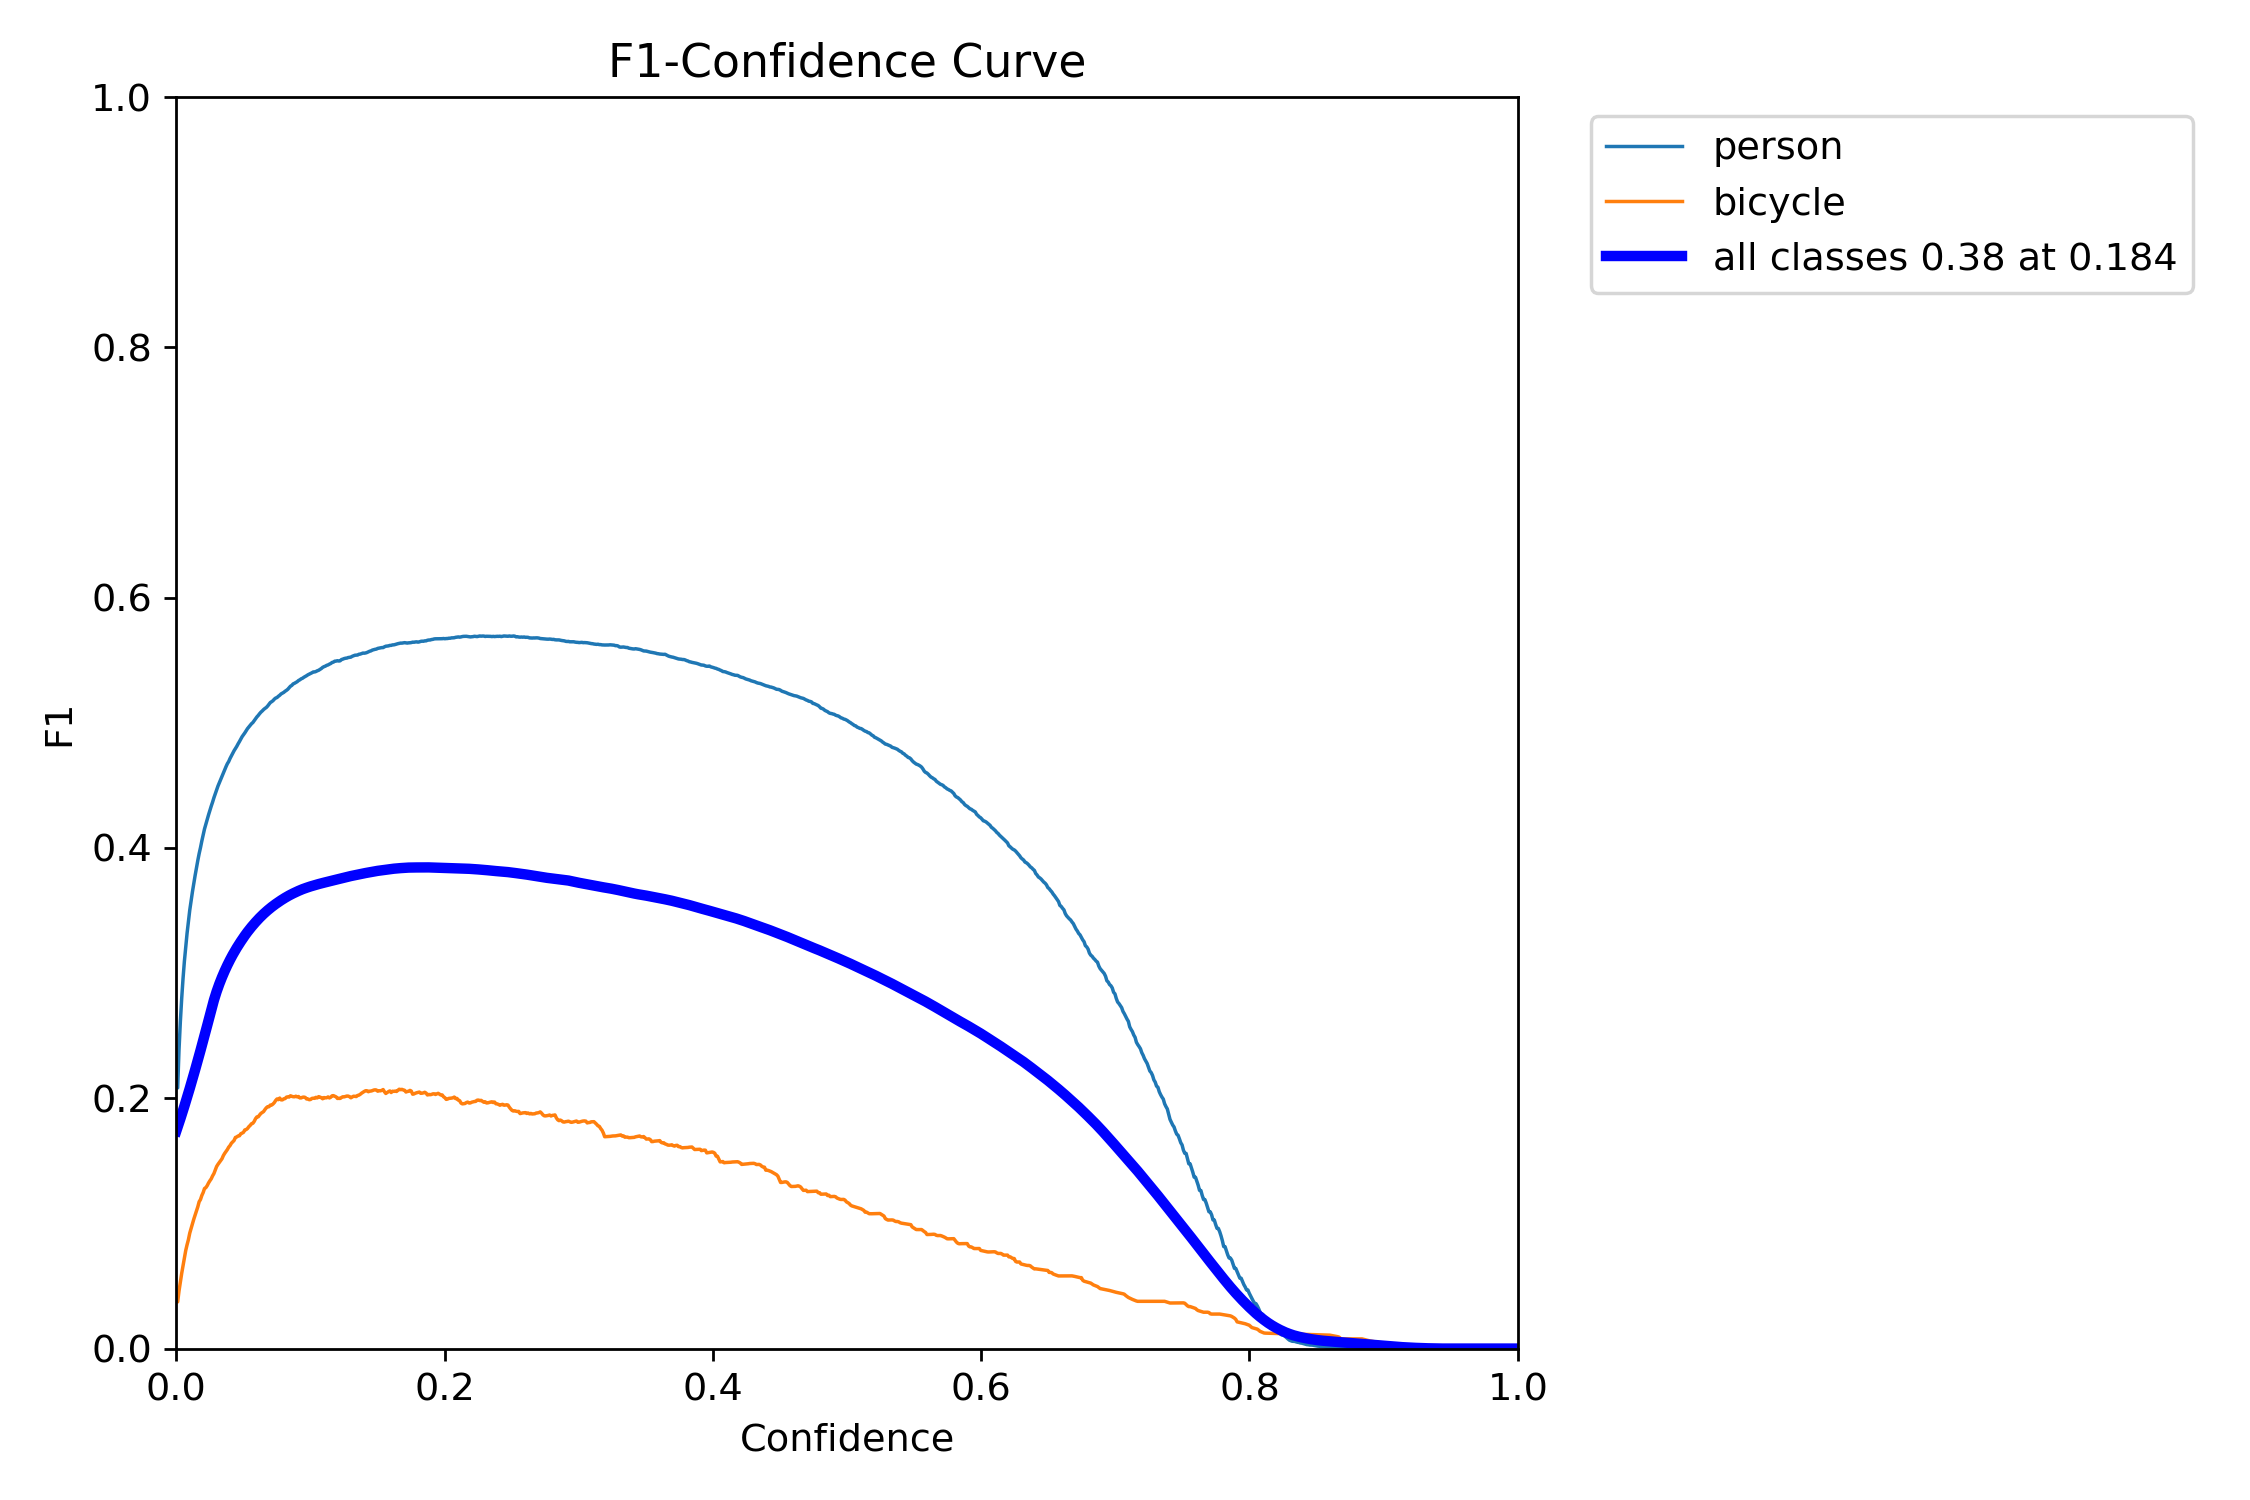 F1-Confidence Curve
1.0
0.8
0.6
0.4
0.2
0.0
F1
0.0 0.2 0.4 0.6 0.8 1.0
Confidence
person
bicycle
all classes 0.38 at 0.184